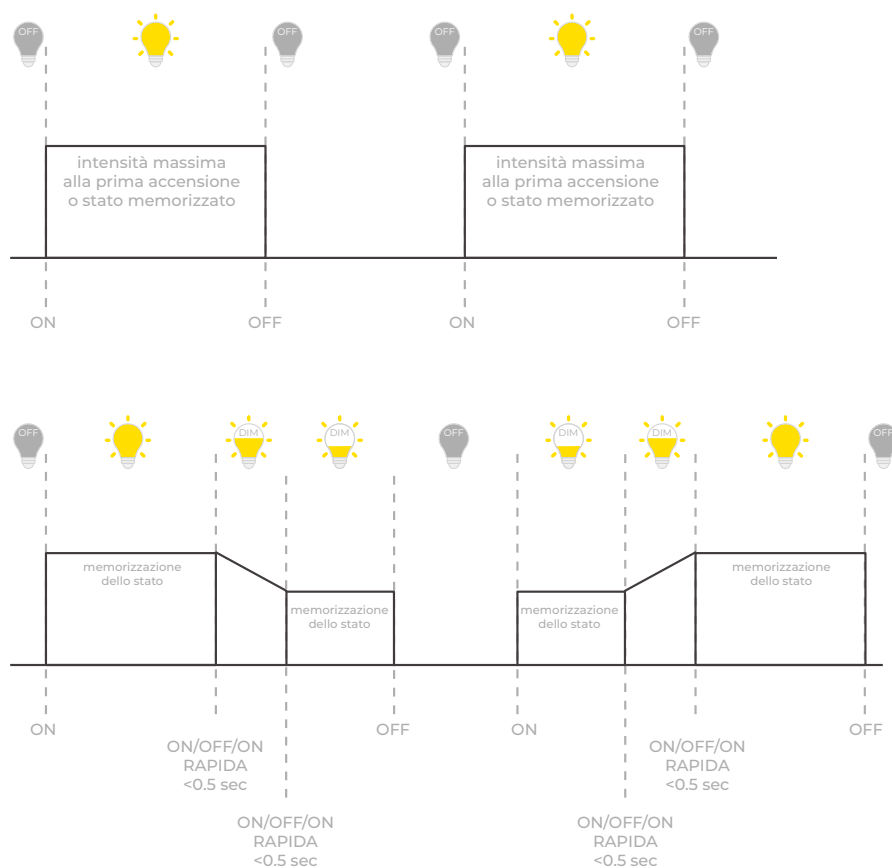 OFF
OFF
OFF
OFF
intensità massima
alla prima accensione
o stato memorizzato
intensità massima
alla prima accensione
o stato memorizzato
ON
OFF
ON
OFF
OFF
DIM
DIM
OFF
DIM
DIM
OFF
memorizzazione
dello stato
memorizzazione
dello stato
memorizzazione
dello stato
memorizzazione
dello stato
ON
OFF
ON
OFF
ON/OFF/ON
RAPIDA
<0.5 sec
ON/OFF/ON
RAPIDA
<0.5 sec
ON/OFF/ON
RAPIDA
<0.5 sec
ON/OFF/ON
RAPIDA
<0.5 sec